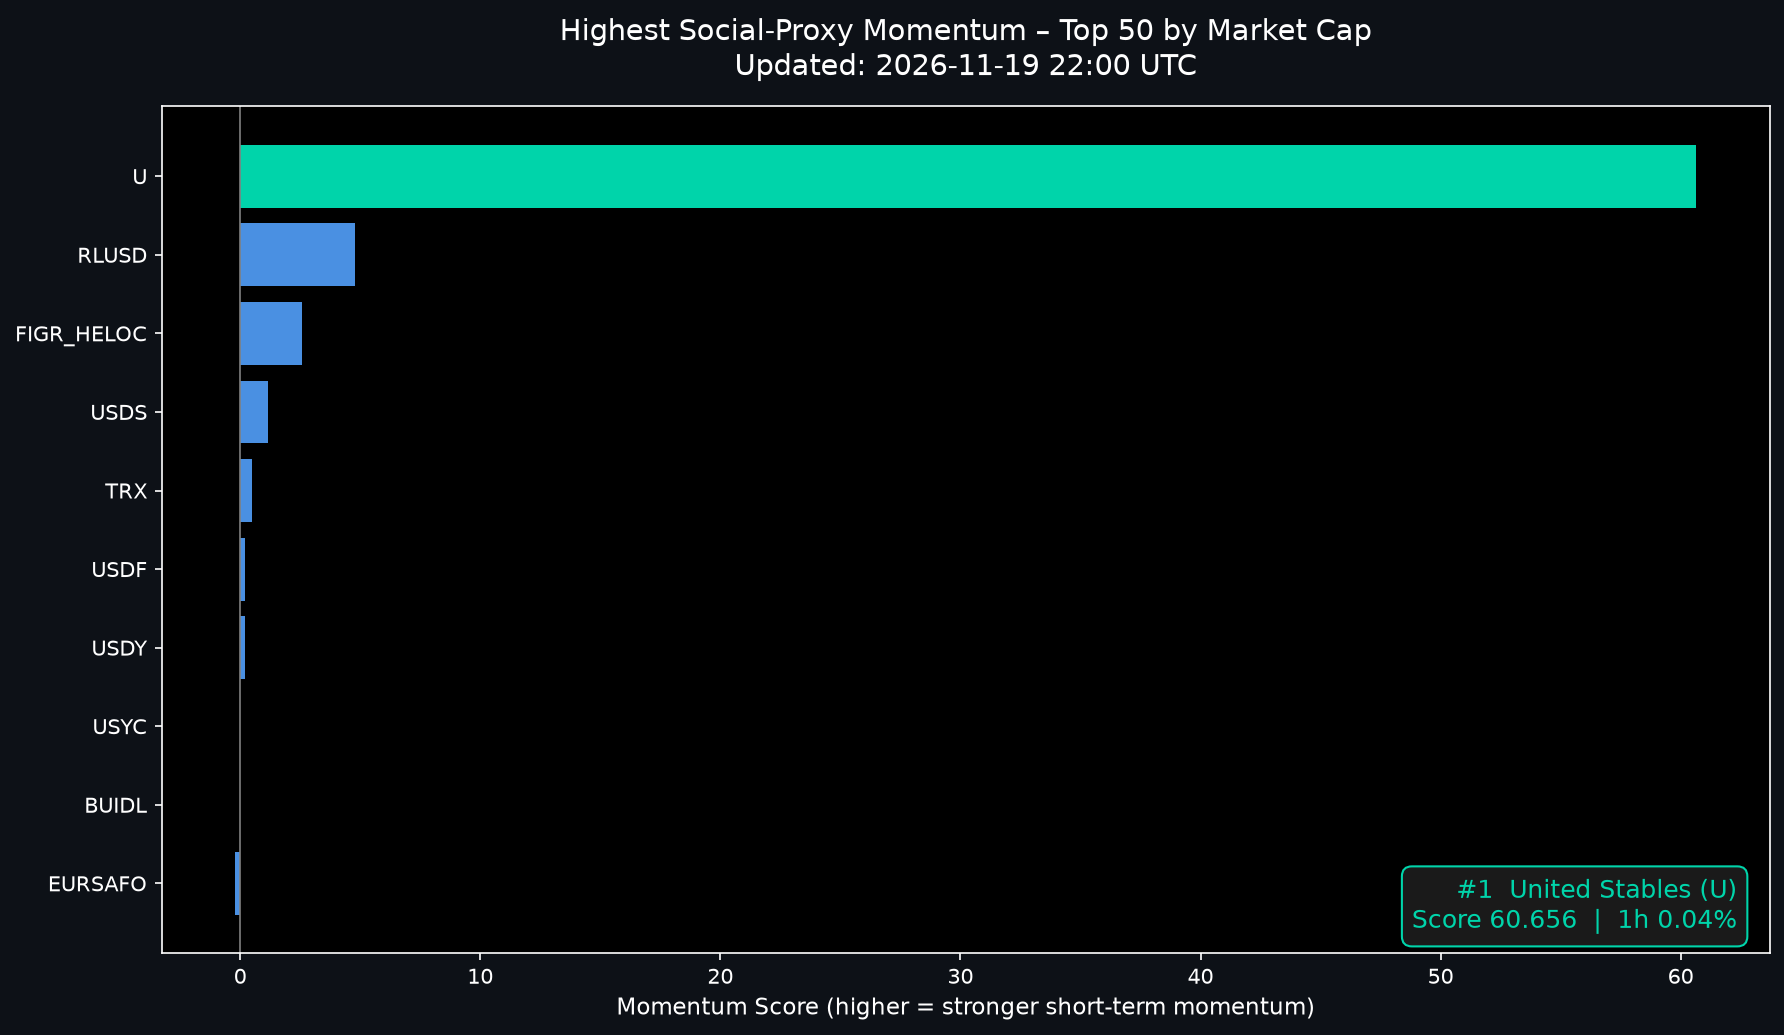 Highest Social-Proxy Momentum – Top 50 by Market Cap
Updated: 2026-11-19 22:00 UTC
U
RLUSD
FIGR_HELOC
USDS
TRX
USDF
USDY
USYC
BUIDL
EURSAFO
#1  United Stables (U)
Score 60.656  |  1h 0.04%
0 10 20 30 40 50 60
Momentum Score (higher = stronger short-term momentum)